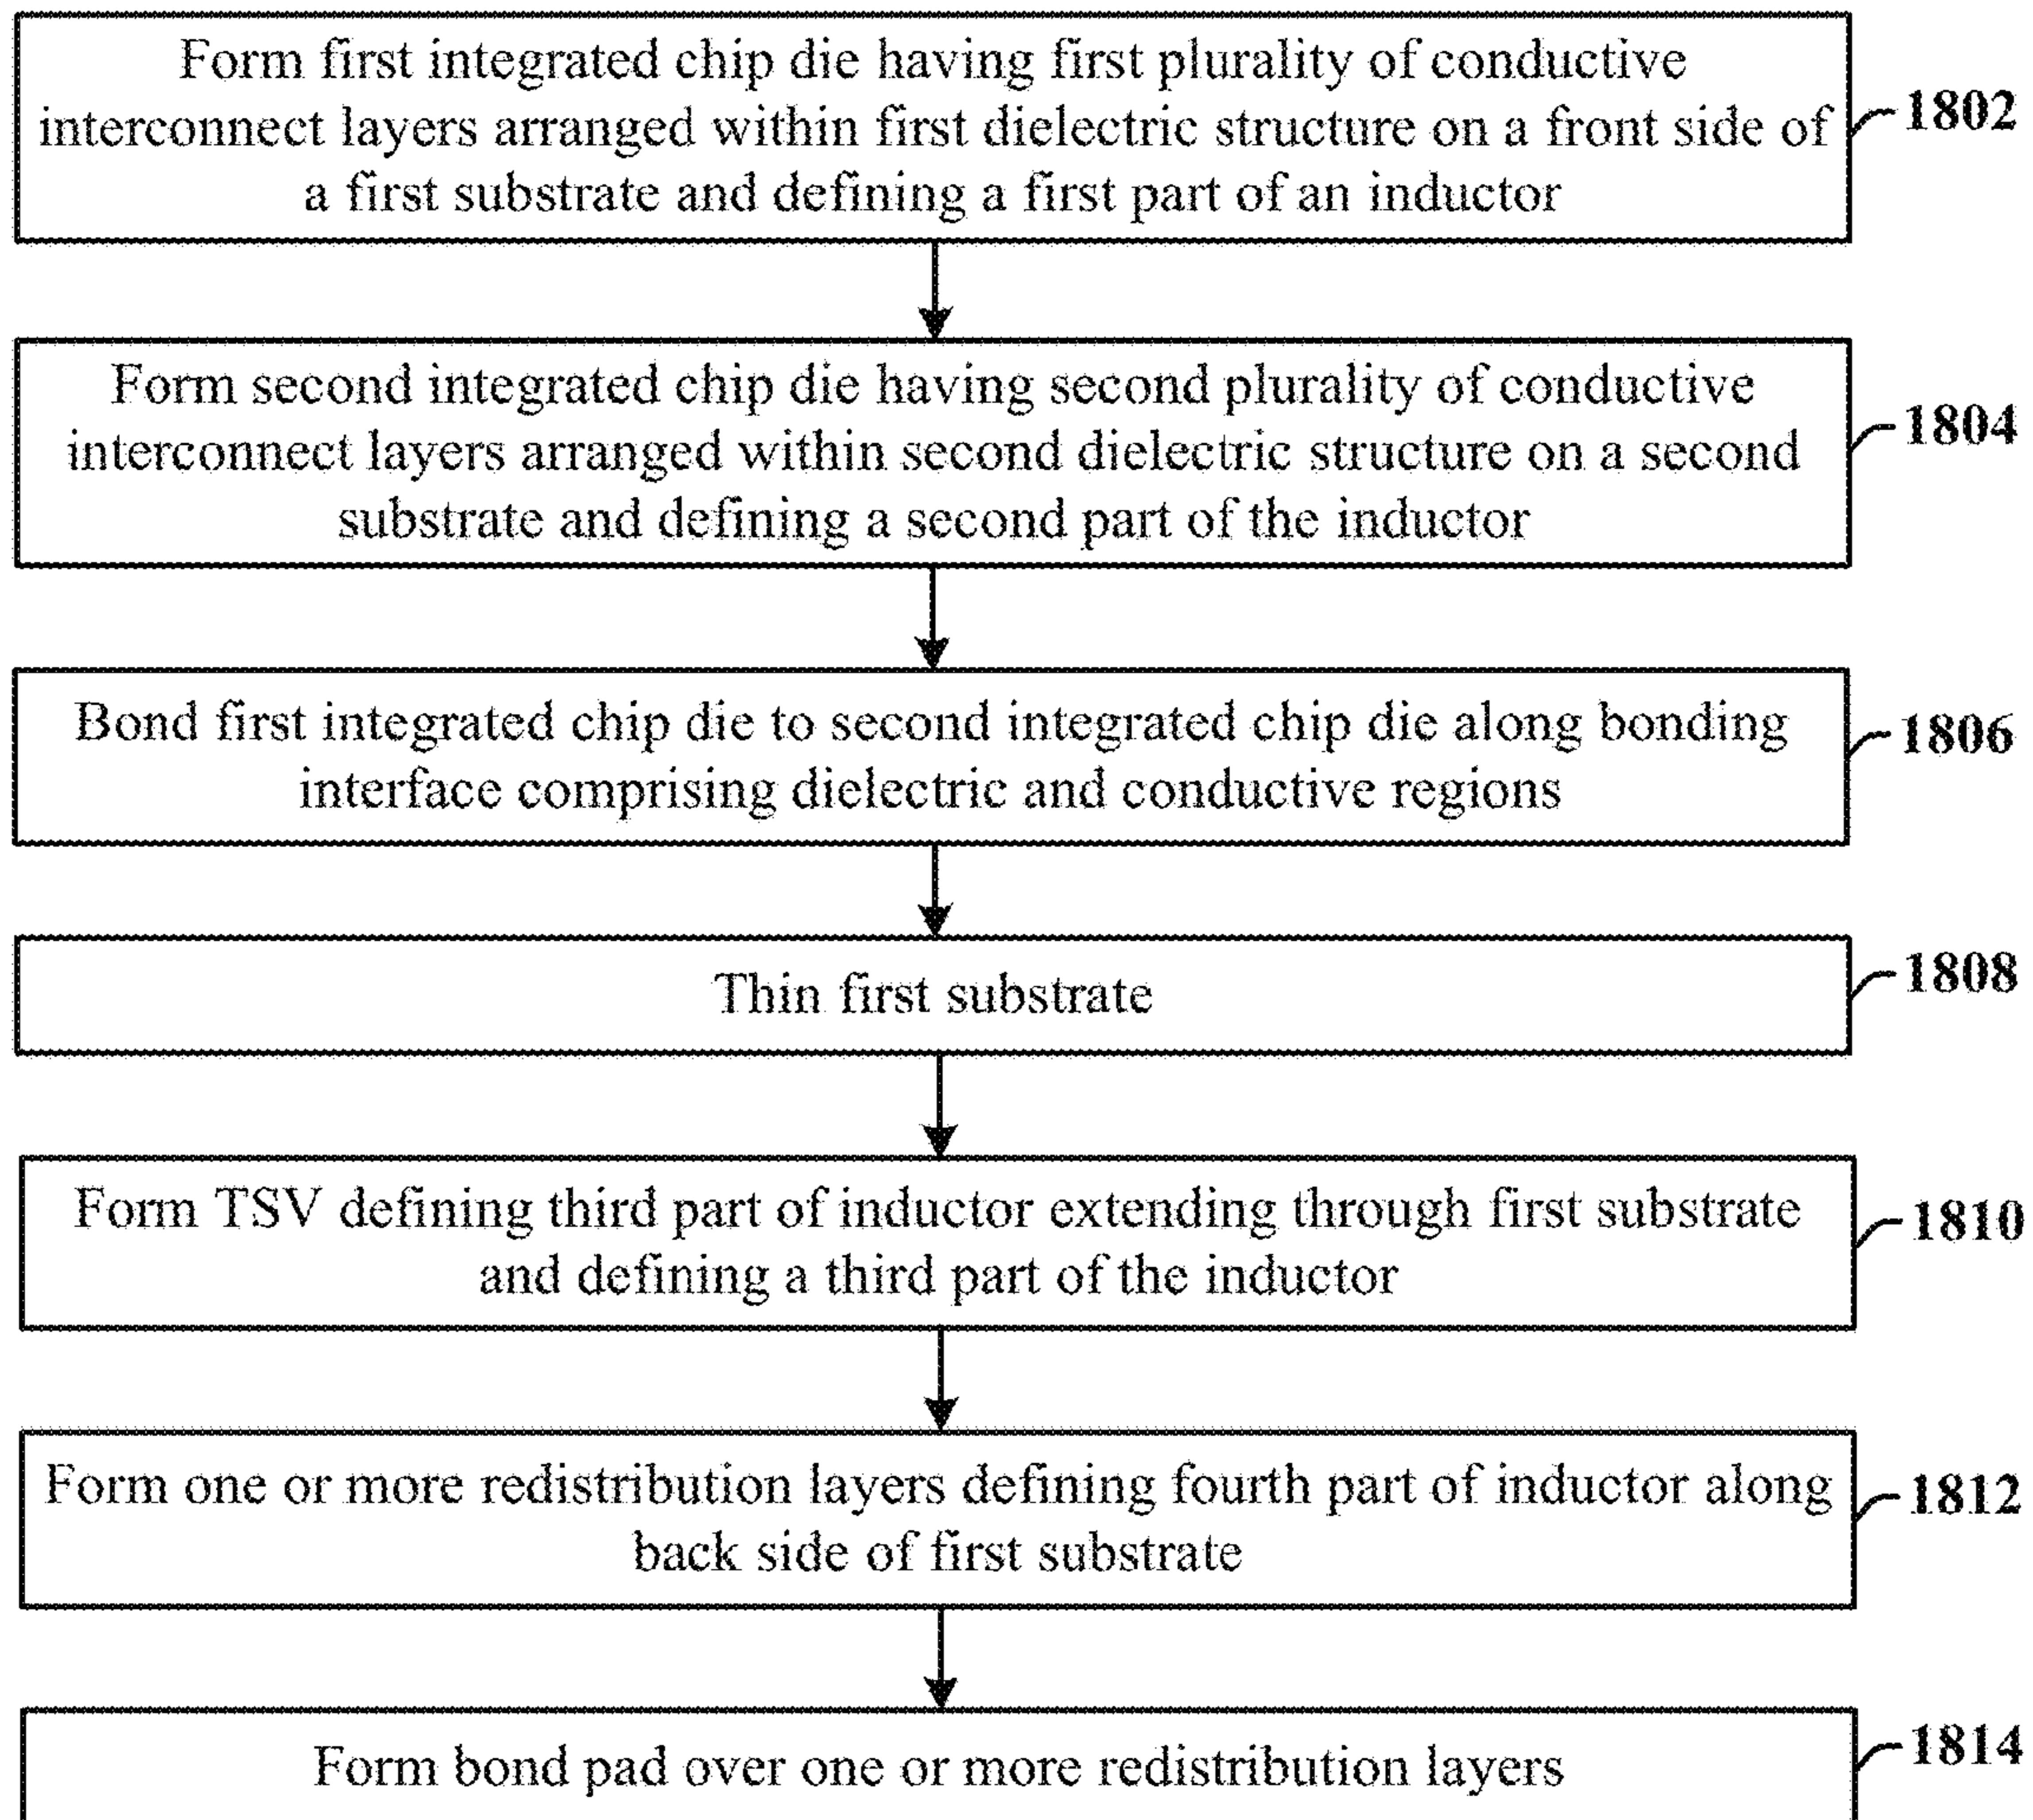 Form first integrated chip die having first plurality of conductive
interconnect layers arranged within first dielectric structure on a front side of
a first substrate and defining a first part of an inductor
1802
Form second integrated chip die having second plurality of conductive
interconnect layers arranged within second dielectric structure on a second
substrate and defining a second part of the inductor
1804
Bond first integrated chip die to second integrated chip die along bonding
interface comprising dielectric and conductive regions
1806
Thin first substrate
1808
Form TSV defining third part of inductor extending through first substrate
and defining a third part of the inductor
1810
Form one or more redistribution layers defining fourth part of inductor along
back side of first substrate
1812
Form bond pad over one or more redistribution layers
1814